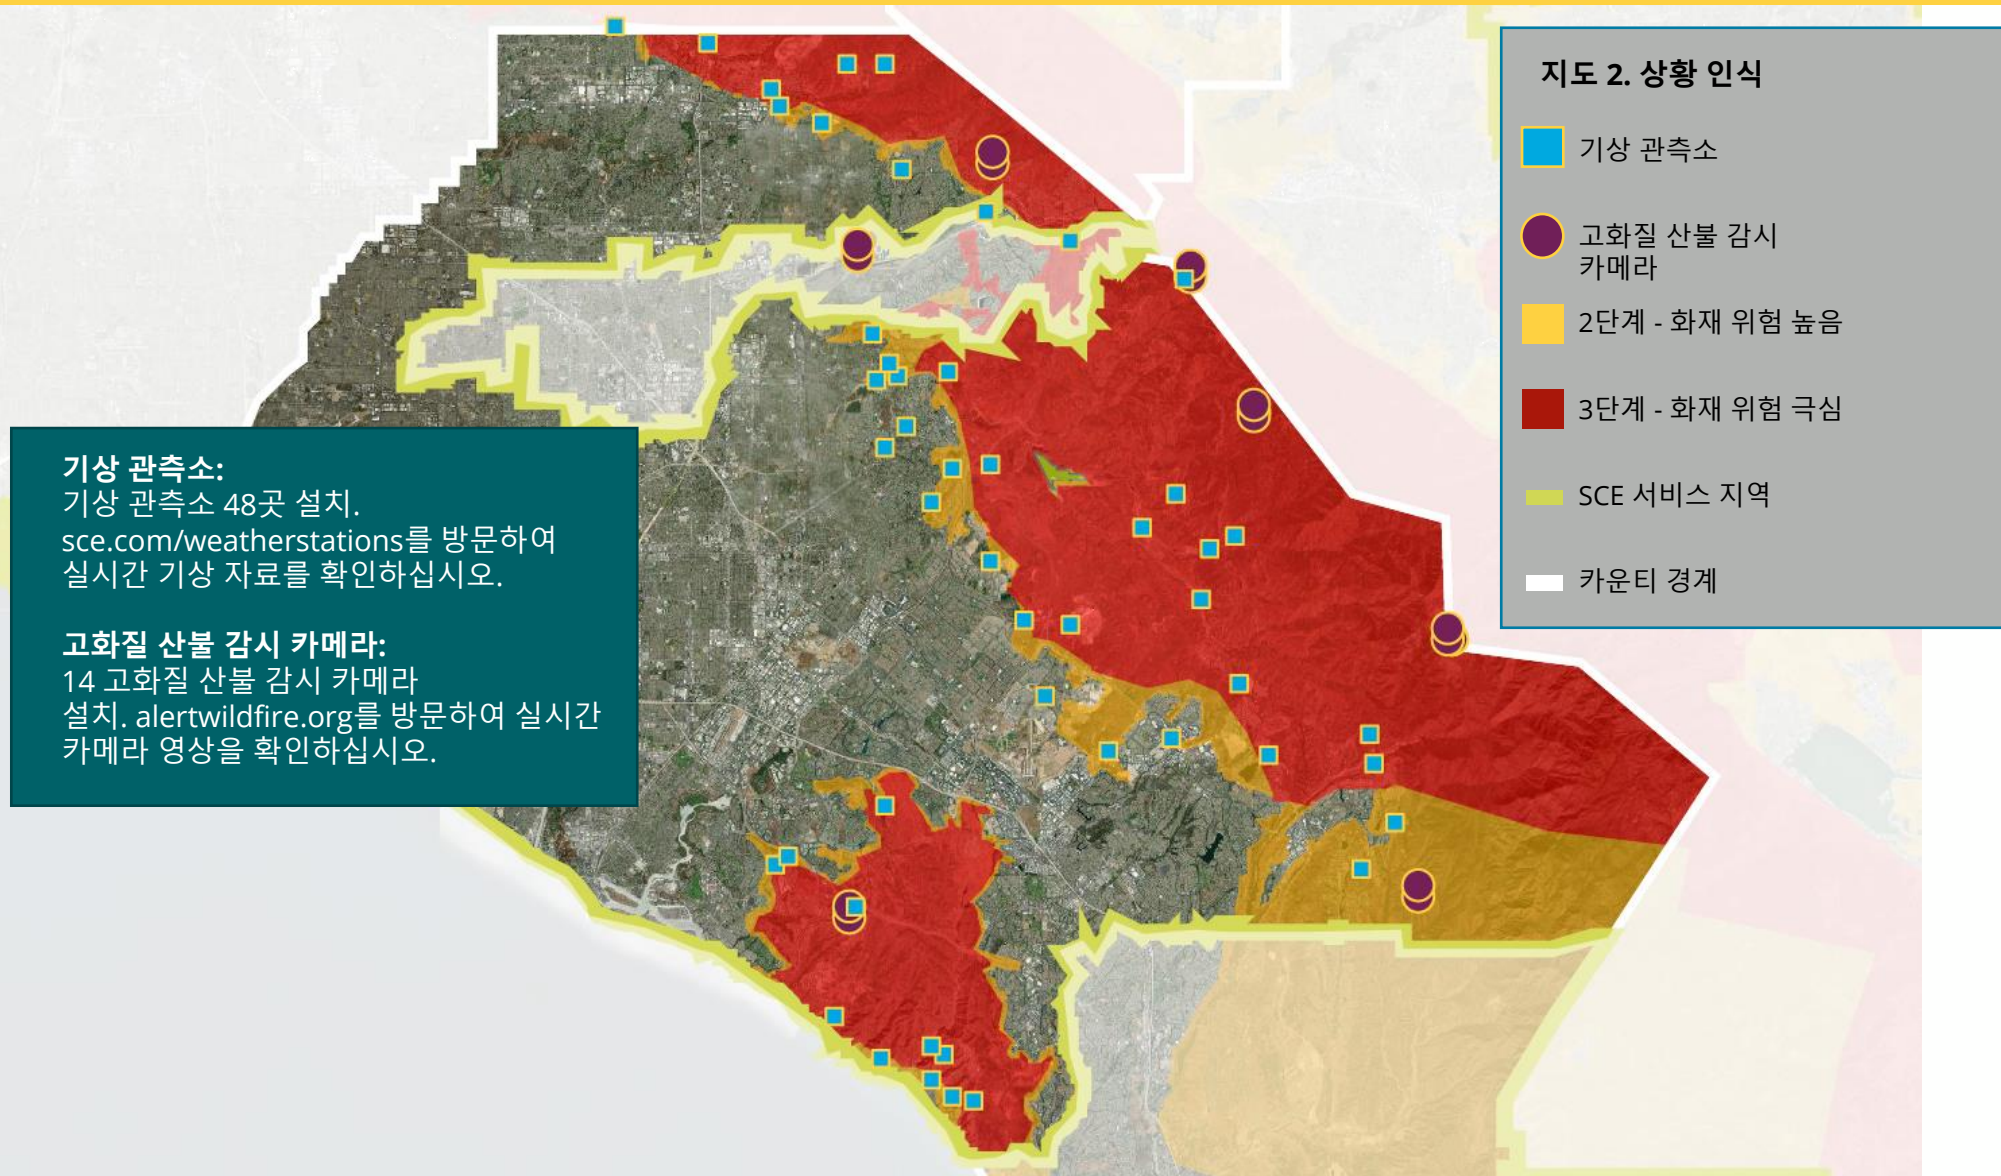 지도 2. 상황 인식
기상 관측소
고화질 산불 감시
카메라
2단계 - 화재 위험 높음
3단계 - 화재 위험 극심
SCE 서비스 지역
카운티 경계
기상 관측소:
기상 관측소 48곳 설치.
sce.com/weatherstations를 방문하여
실시간 기상 자료를 확인하십시오.
고화질 산불 감시 카메라:
14 고화질 산불 감시 카메라
설치. alertwildfire.org를 방문하여 실시간
카메라 영상을 확인하십시오.